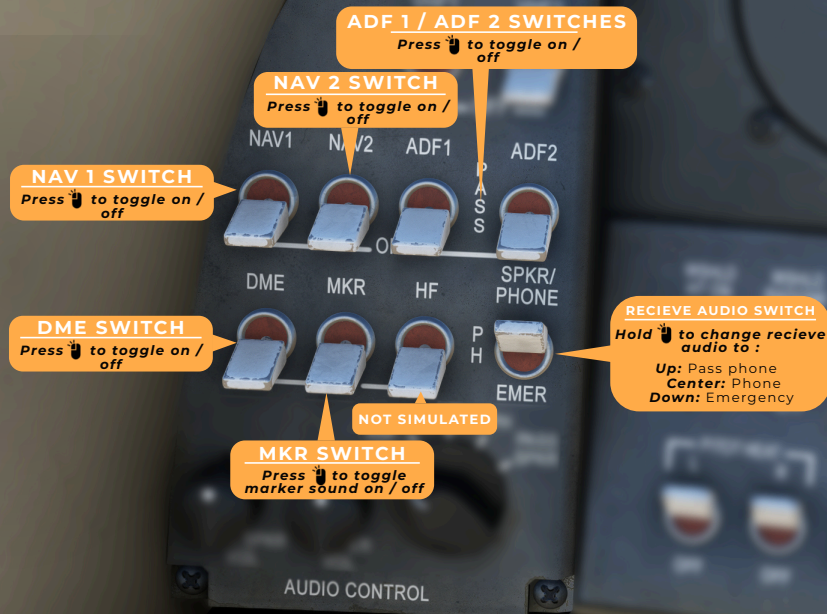 ADF 1 / ADF 2 SWITCHES
Press to toggle on /
off
NAV 2 SWITCH
Press to toggle on /
off
NAV1
NAV2
ADF1
ADF2
PASS
NAV 1 SWITCH
Press to toggle on /
off
DME
MKR
HF
SPKR/
PHONE
PH
EMER
DME SWITCH
Press to toggle on /
off
RECIEVE AUDIO SWITCH
Hold to change recieve
audio to :
Up: Pass phone
Center: Phone
Down: Emergency
NOT SIMULATED
MKR SWITCH
Press to toggle
marker sound on / off
AUDIO CONTROL